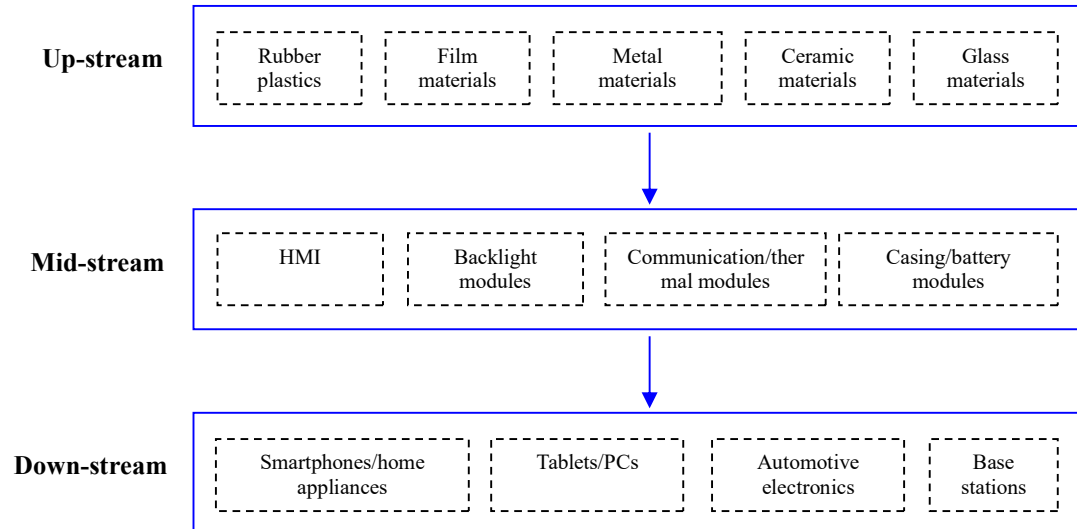 Up-stream
Rubber
plastics
Film
materials
Metal
materials
Ceramic
materials
Glass
materials
Mid-stream
HMI
Backlight
modules
Communication/ther
mal modules
Casing/battery
modules
Down-stream
Smartphones/home
appliances
Tablets/PCs
Automotive
electronics
Base
stations